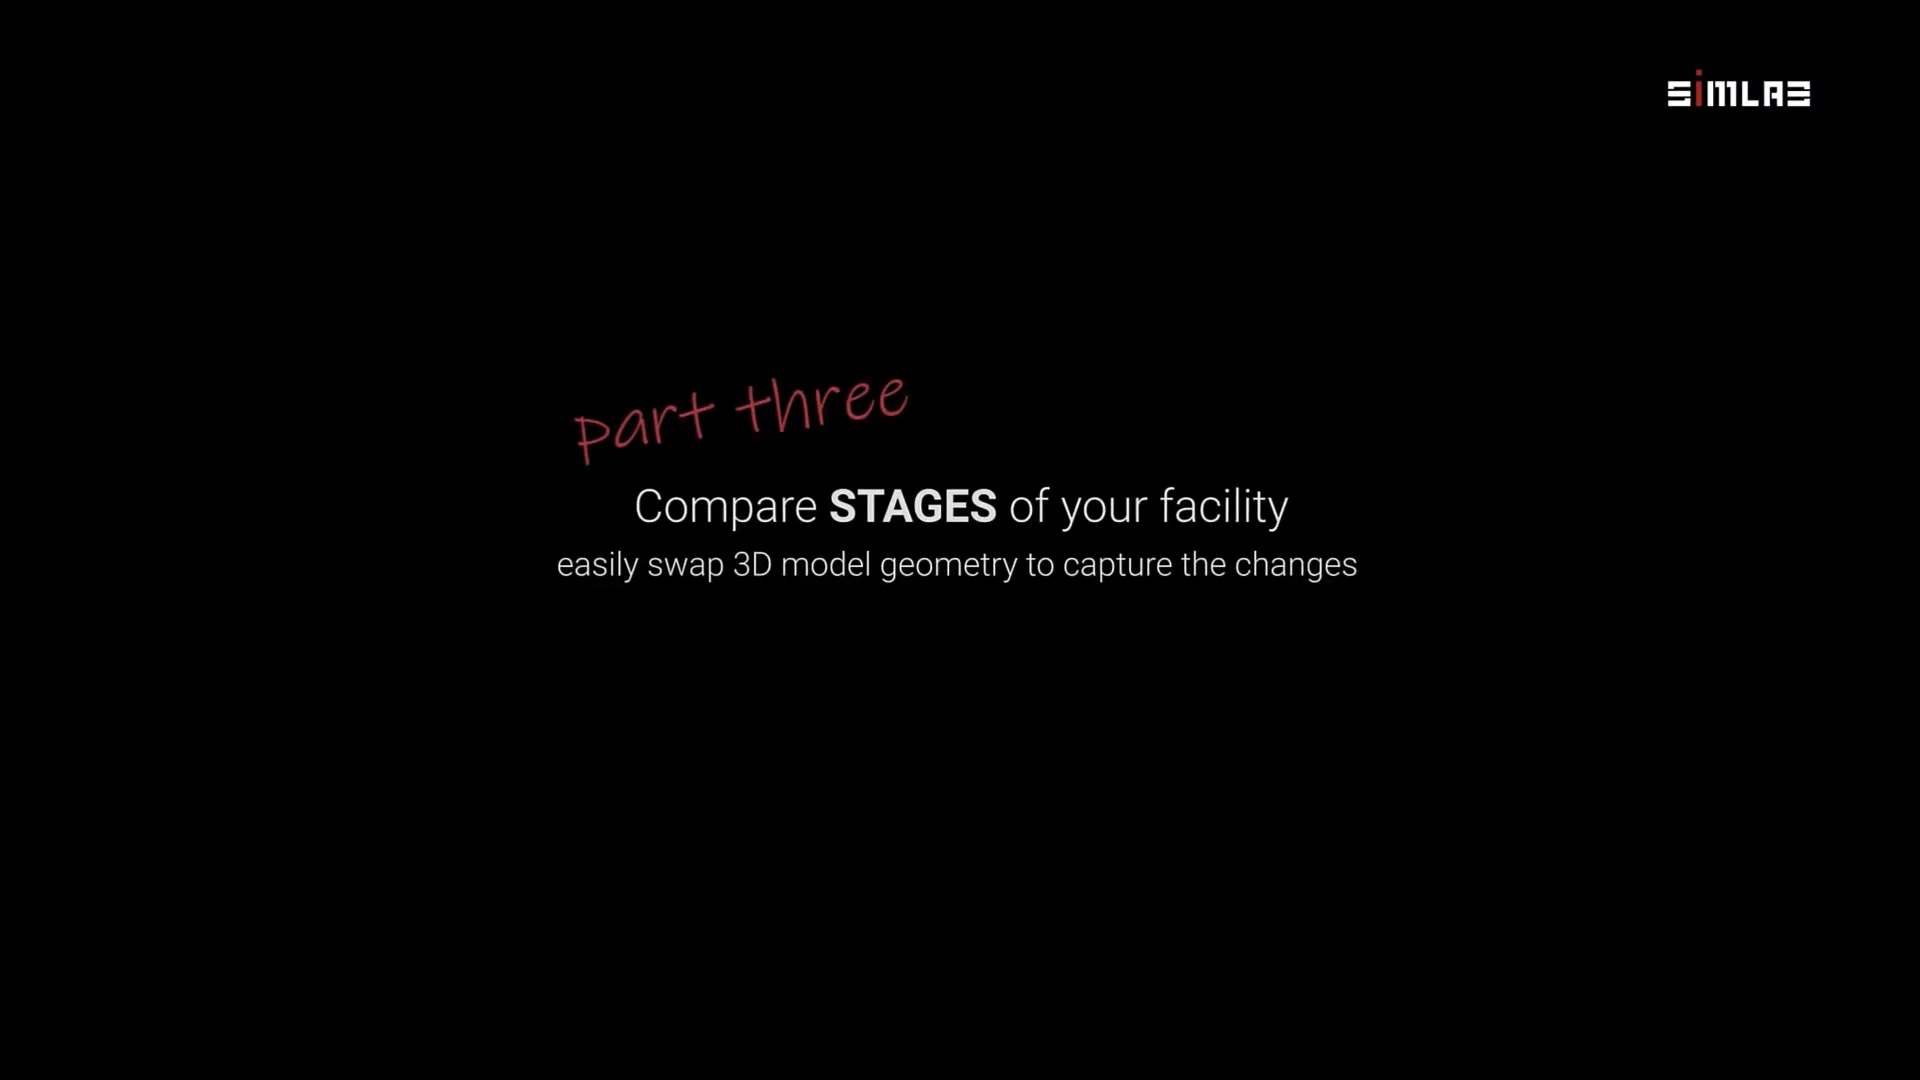 SiMLAB
part three
Compare STAGES of your facility
easily swap 3D model geometry to capture the changes